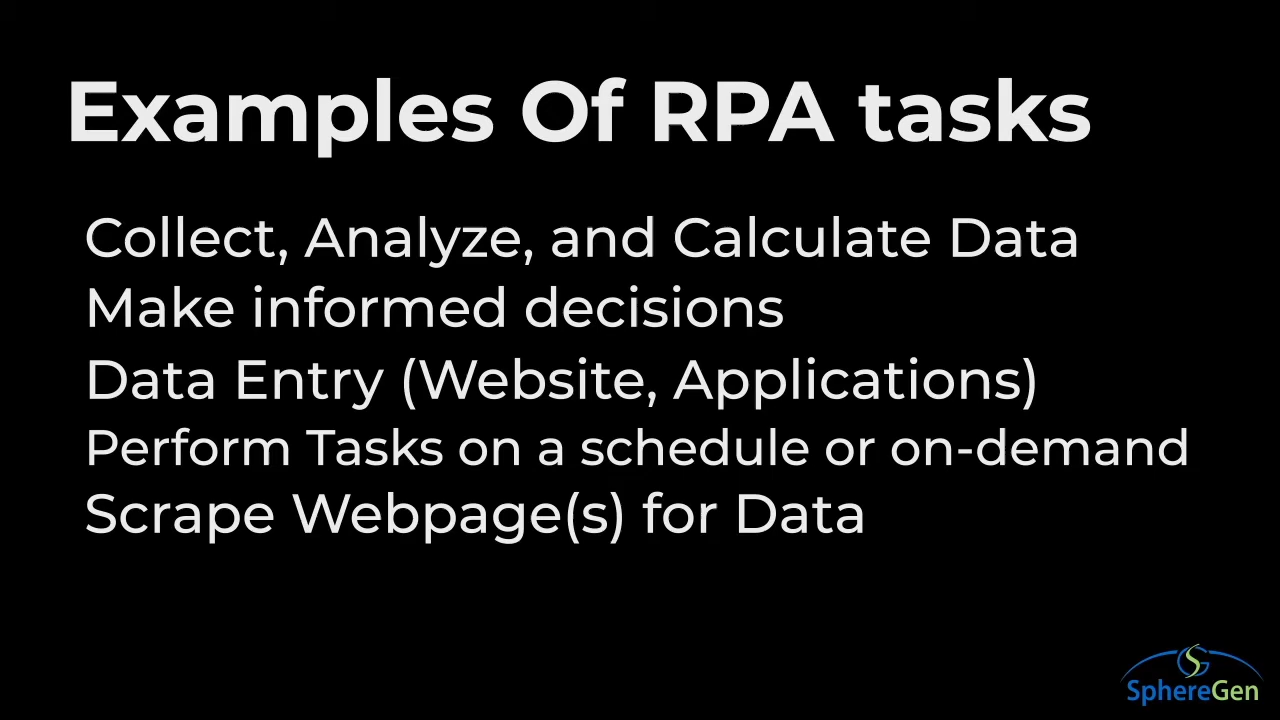 Examples Of RPA tasks
Collect, Analyze, and Calculate Data
Make informed decisions
Data Entry (Website, Applications)
Perform Tasks on a schedule or on-demand
Scrape Webpage(s) for Data
SphereGen